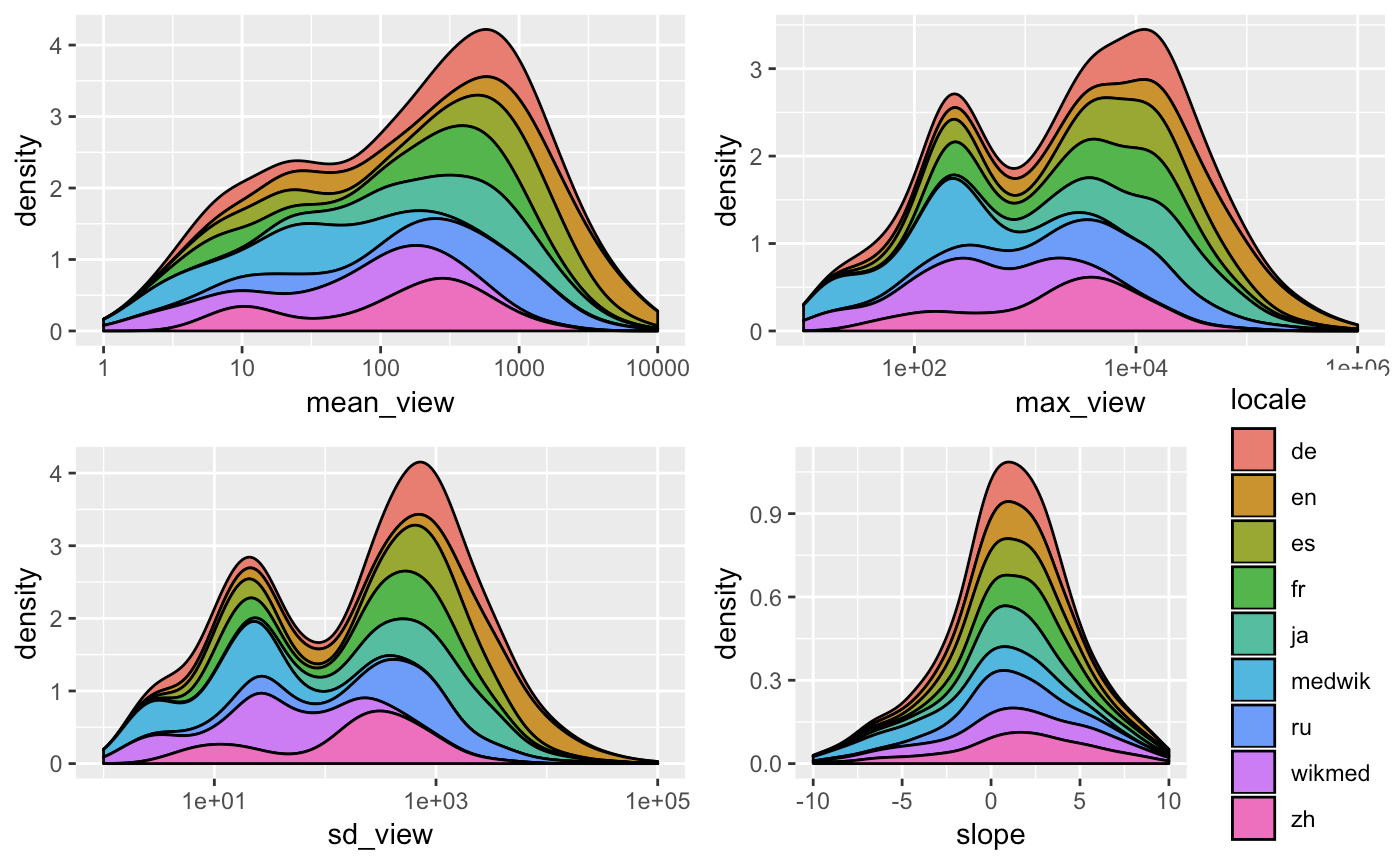 density
4
3
2
1
0
1 10 100 1000 10000
mean_view
density
3
2
1
0
1e+02 1e+04 1e+06
max_view
density
4
3
2
1
0
1e+01 1e+03 1e+05
sd_view
density
0.9
0.6
0.3
0.0
-10 -5 0 5 10
slope
locale
de
en
es
fr
ja
medwik
ru
wikmed
zh